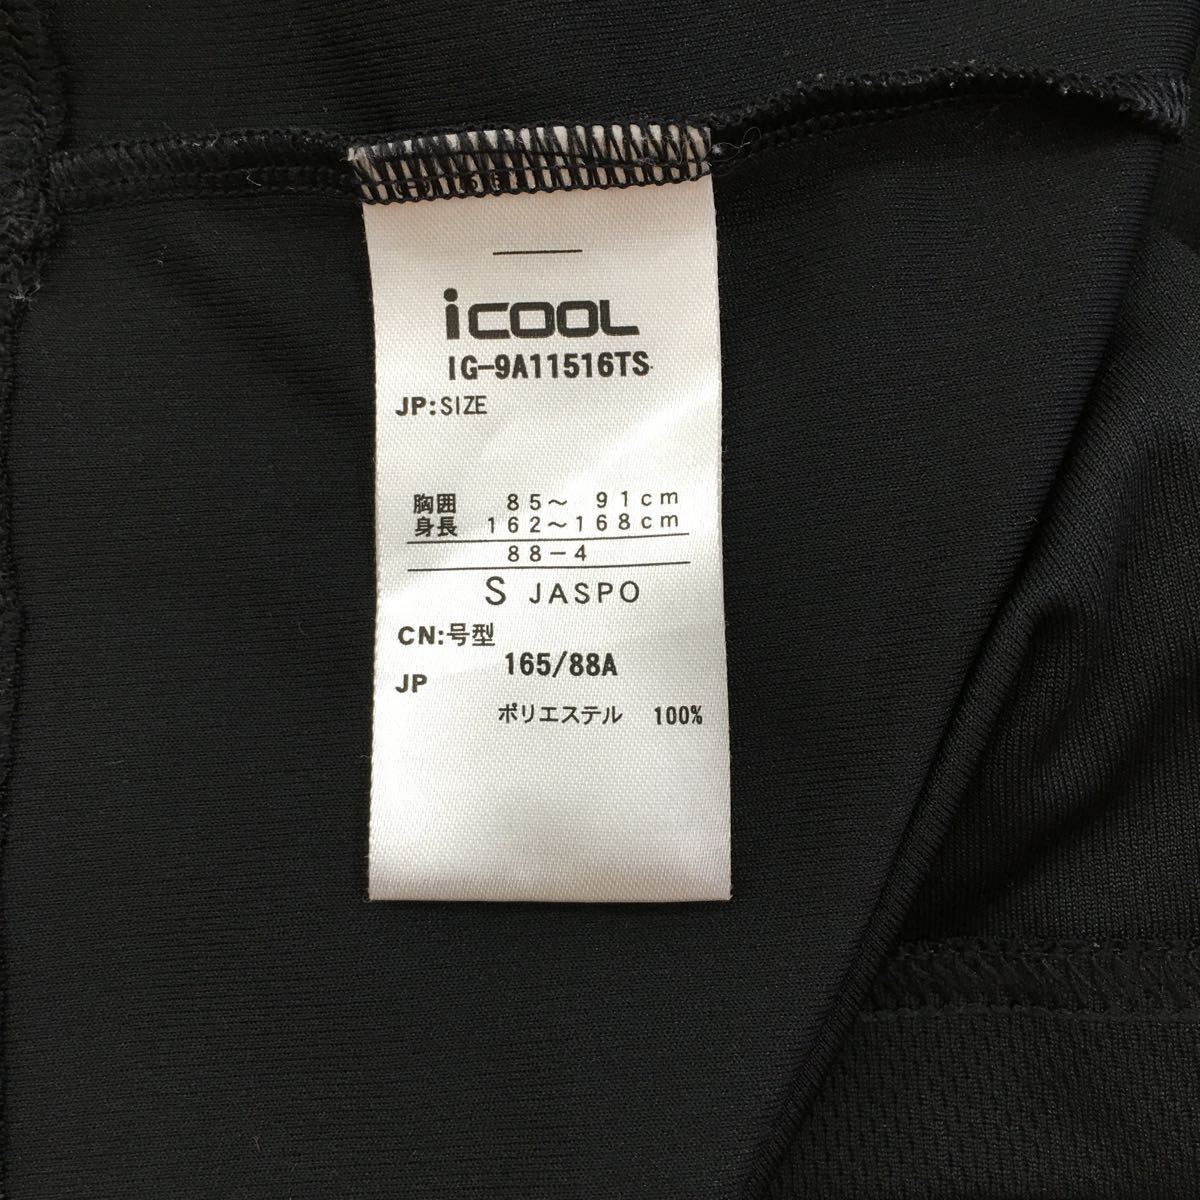 iCOOL
IG-9A11516TS
JP:SIZE
胸囲 85～ 91cm
身長 162～168cm
88-4
S JASPO
CN:号型
165/88A
JP
ポリエステル 100%